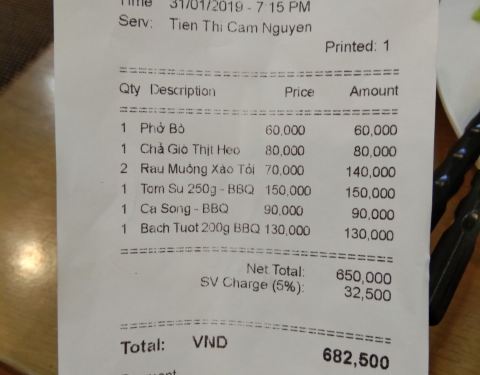 Time 31/01/2019 - 7:15 PM
Serv: Tien Thi Cam Nguyen
Printed: 1
Qty Description Price Amount
1 Phở Bò 60,000 60,000
1 Chả Giò Thịt Heo 80,000 80,000
2 Rau Muống Xào Tỏi 70,000 140,000
1 Tom Su 250g - BBQ 150,000 150,000
1 Ca Song - BBQ 90,000 90,000
1 Bach Tuot 200g BBQ 130,000 130,000
Net Total: 650,000
SV Charge (5%): 32,500
Total: VND 682,500